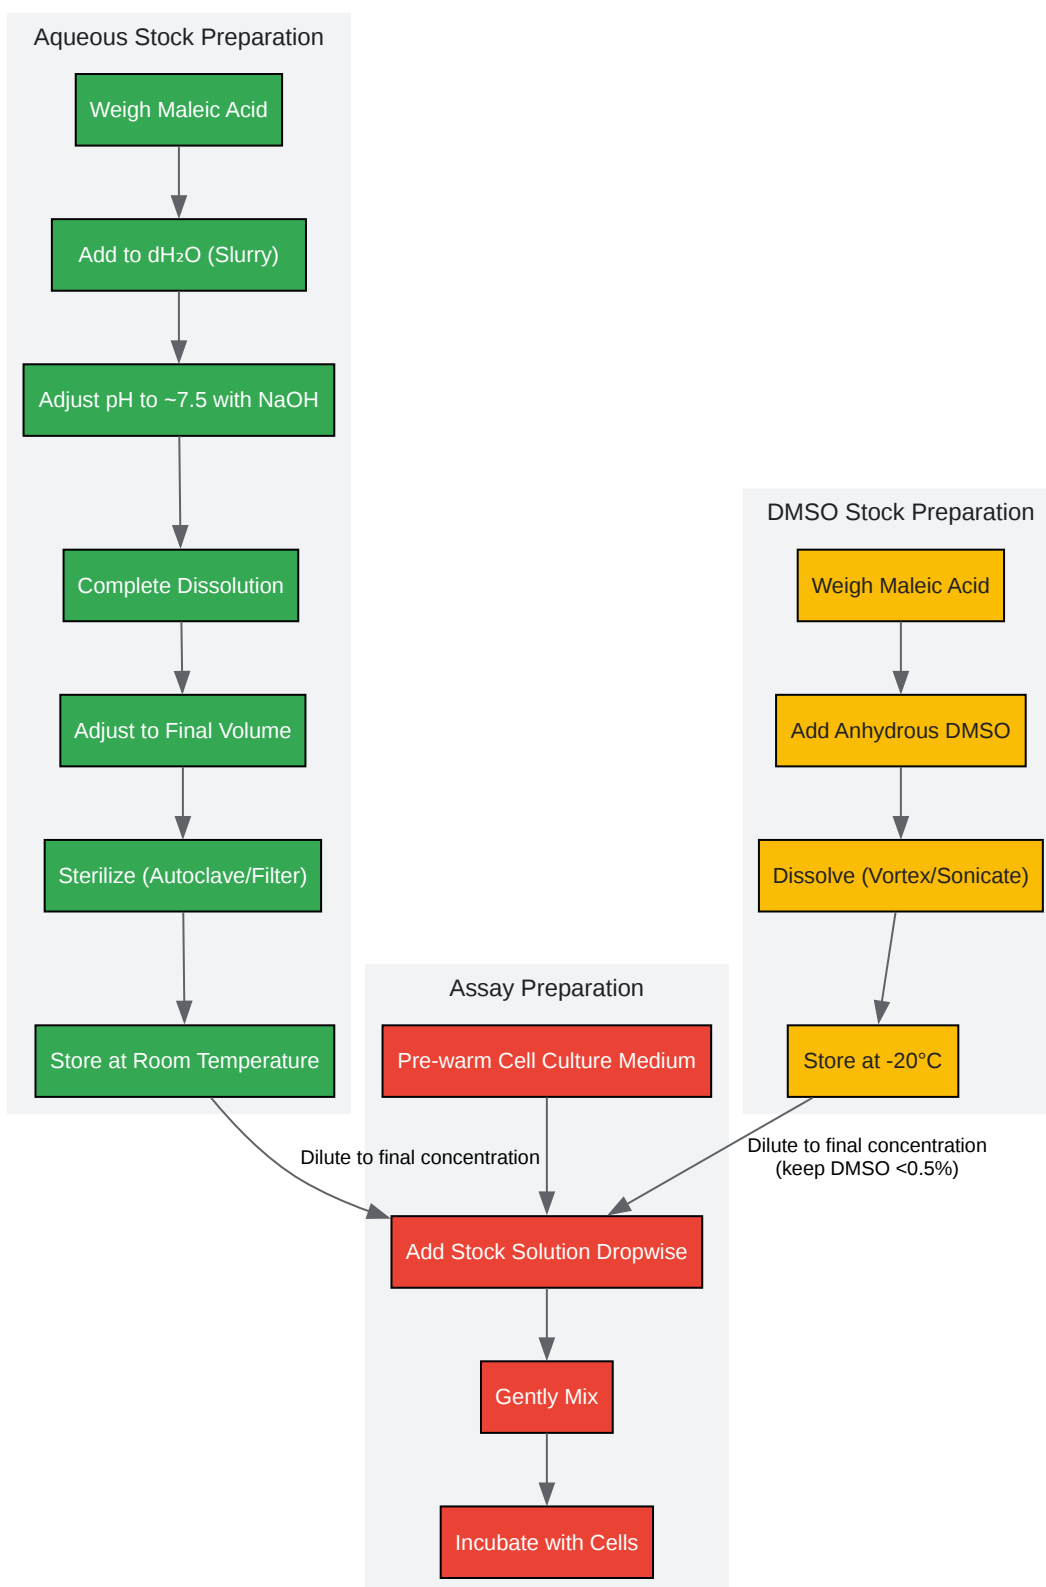 Aqueous Stock Preparation
Weigh Maleic Acid
Add to dH₂O (Slurry)
Adjust pH to ~7.5 with NaOH
Complete Dissolution
Adjust to Final Volume
Sterilize (Autoclave/Filter)
Store at Room Temperature
DMSO Stock Preparation
Weigh Maleic Acid
Add Anhydrous DMSO
Dissolve (Vortex/Sonicate)
Store at -20°C
Assay Preparation
Pre-warm Cell Culture Medium
Dilute to final concentration
Dilute to final concentration
(keep DMSO <0.5%)
Add Stock Solution Dropwise
Gently Mix
Incubate with Cells